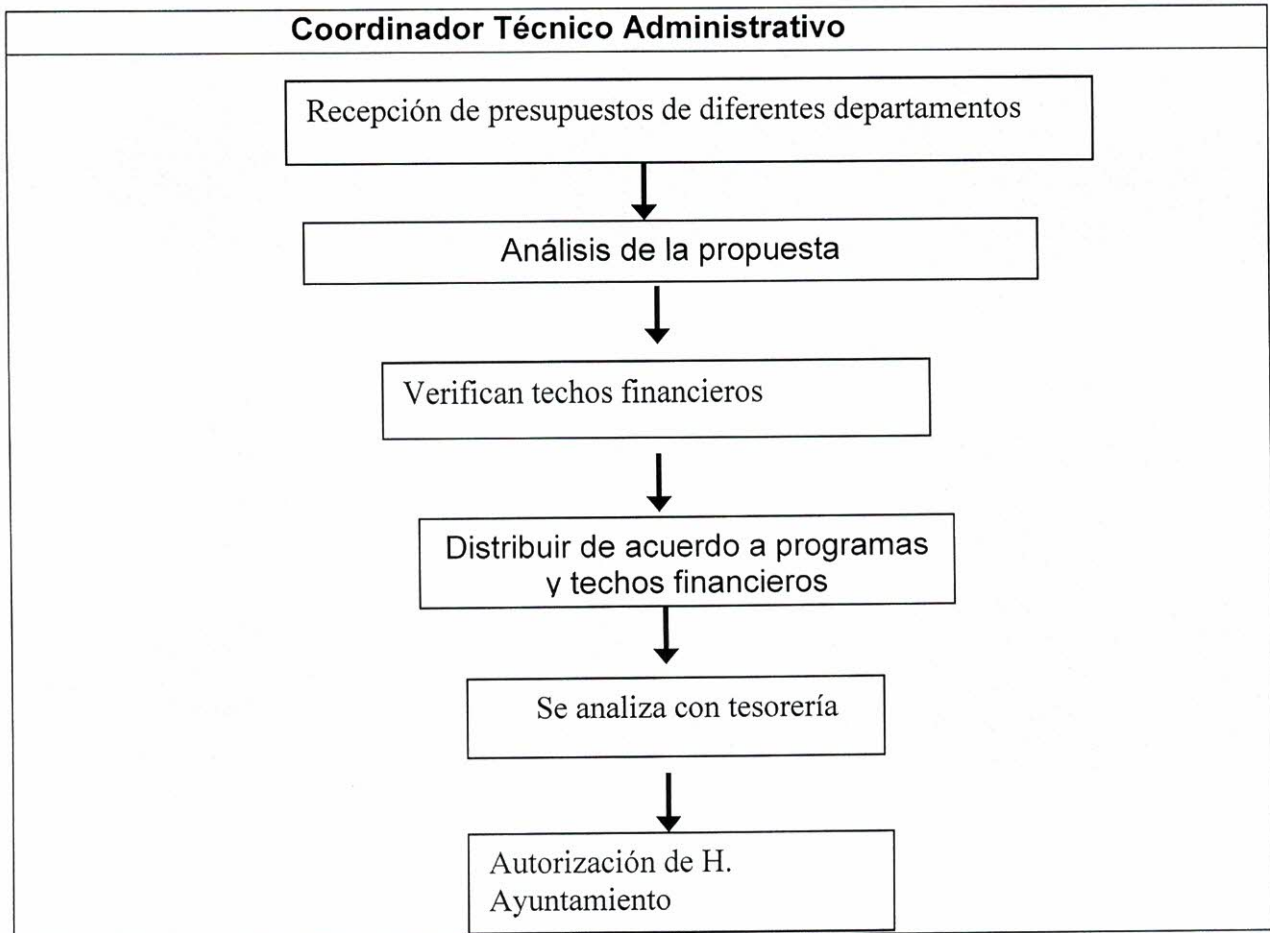 Coordinador Técnico Administrativo
Recepción de presupuestos de diferentes departamentos
Análisis de la propuesta
Verifican techos financieros
Distribuir de acuerdo a programas
y techos financieros
Se analiza con tesorería
Autorización de H.
Ayuntamiento